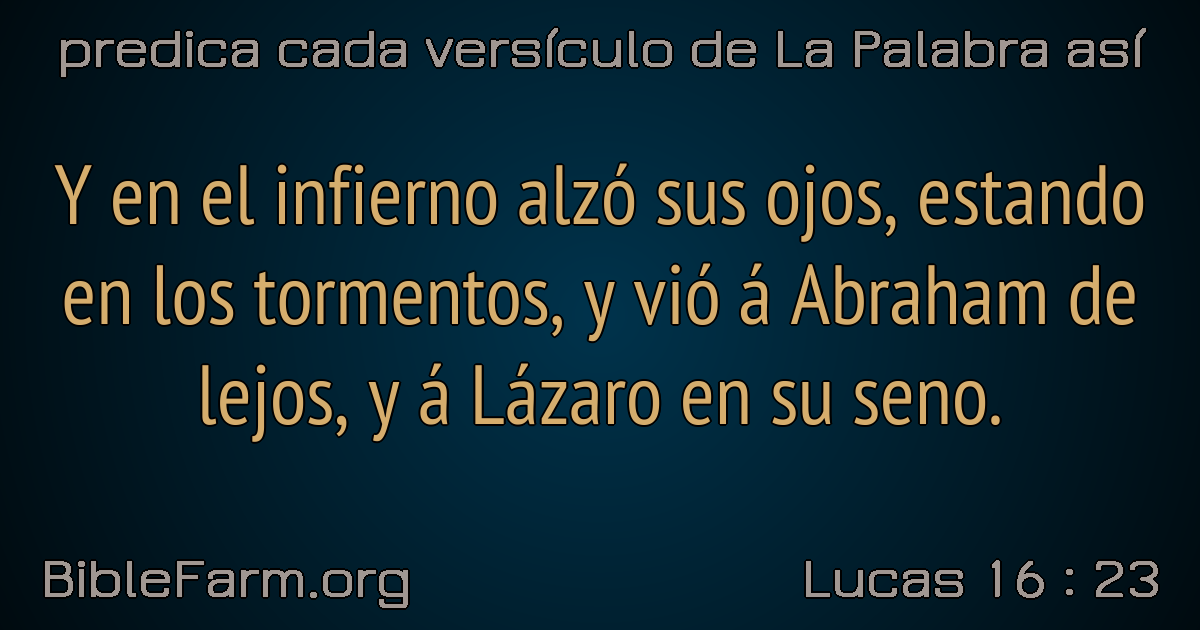 predica cada versículo de La Palabra así
Y en el infierno alzó sus ojos, estando
en los tormentos, y vió á Abraham de
lejos, y á Lázaro en su seno.
BibleFarm.org
Lucas 16 : 23